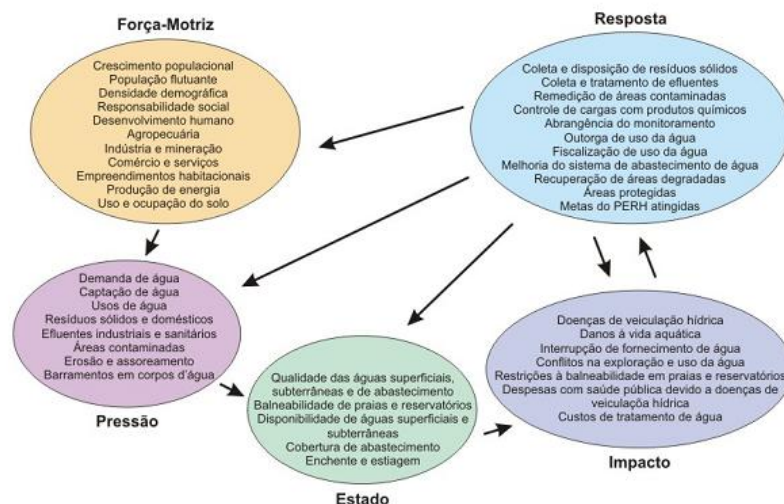 Força-Motriz
Crescimento populacional
População flutuante
Densidade demográfica
Responsabilidade social
Desenvolvimento humano
Agropecuária
Indústria e mineração
Comércio e serviços
Empreendimentos habitacionais
Produção de energia
Uso e ocupação do solo
Resposta
Coleta e disposição de resíduos sólidos
Coleta e tratamento de efluentes
Remedição de áreas contaminadas
Controle de cargas com produtos químicos
Abrangência do monitoramento
Outorga de uso da água
Fiscalização de uso da água
Melhoria do sistema de abastecimento de água
Recuperação de áreas degradadas
Áreas protegidas
Metas do PERH atingidas
Demanda de água
Captação de água
Usos de água
Resíduos sólidos e domésticos
Efluentes industriais e sanitários
Áreas contaminadas
Erosão e assoreamento
Barramentos em corpos d'água
Pressão
Qualidade das águas superficiais,
subterrâneas e de abastecimento
Balneabilidade de praias e reservatórios
Disponibilidade de águas superficiais e
subterrâneas
Cobertura de abastecimento
Enchente e estiagem
Estado
Doenças de veiculação hídrica
Danos à vida aquática
Interrupção de fornecimento de água
Conflitos na exploração e uso da água
Restrições à balneabilidade em praias e reservatórios
Despesas com saúde pública devido a doenças de
veiculaçõa hídrica
Custos de tratamento de água
Impacto